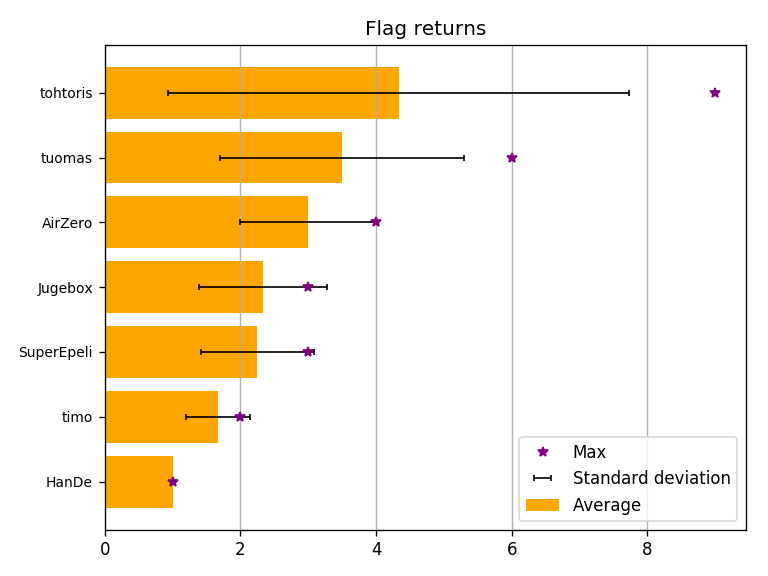 Flag returns
tohtoris
tuomas
AirZero
Jugebox
SuperEpeli
timo
HanDe
Max
Standard deviation
Average
0 2 4 6 8